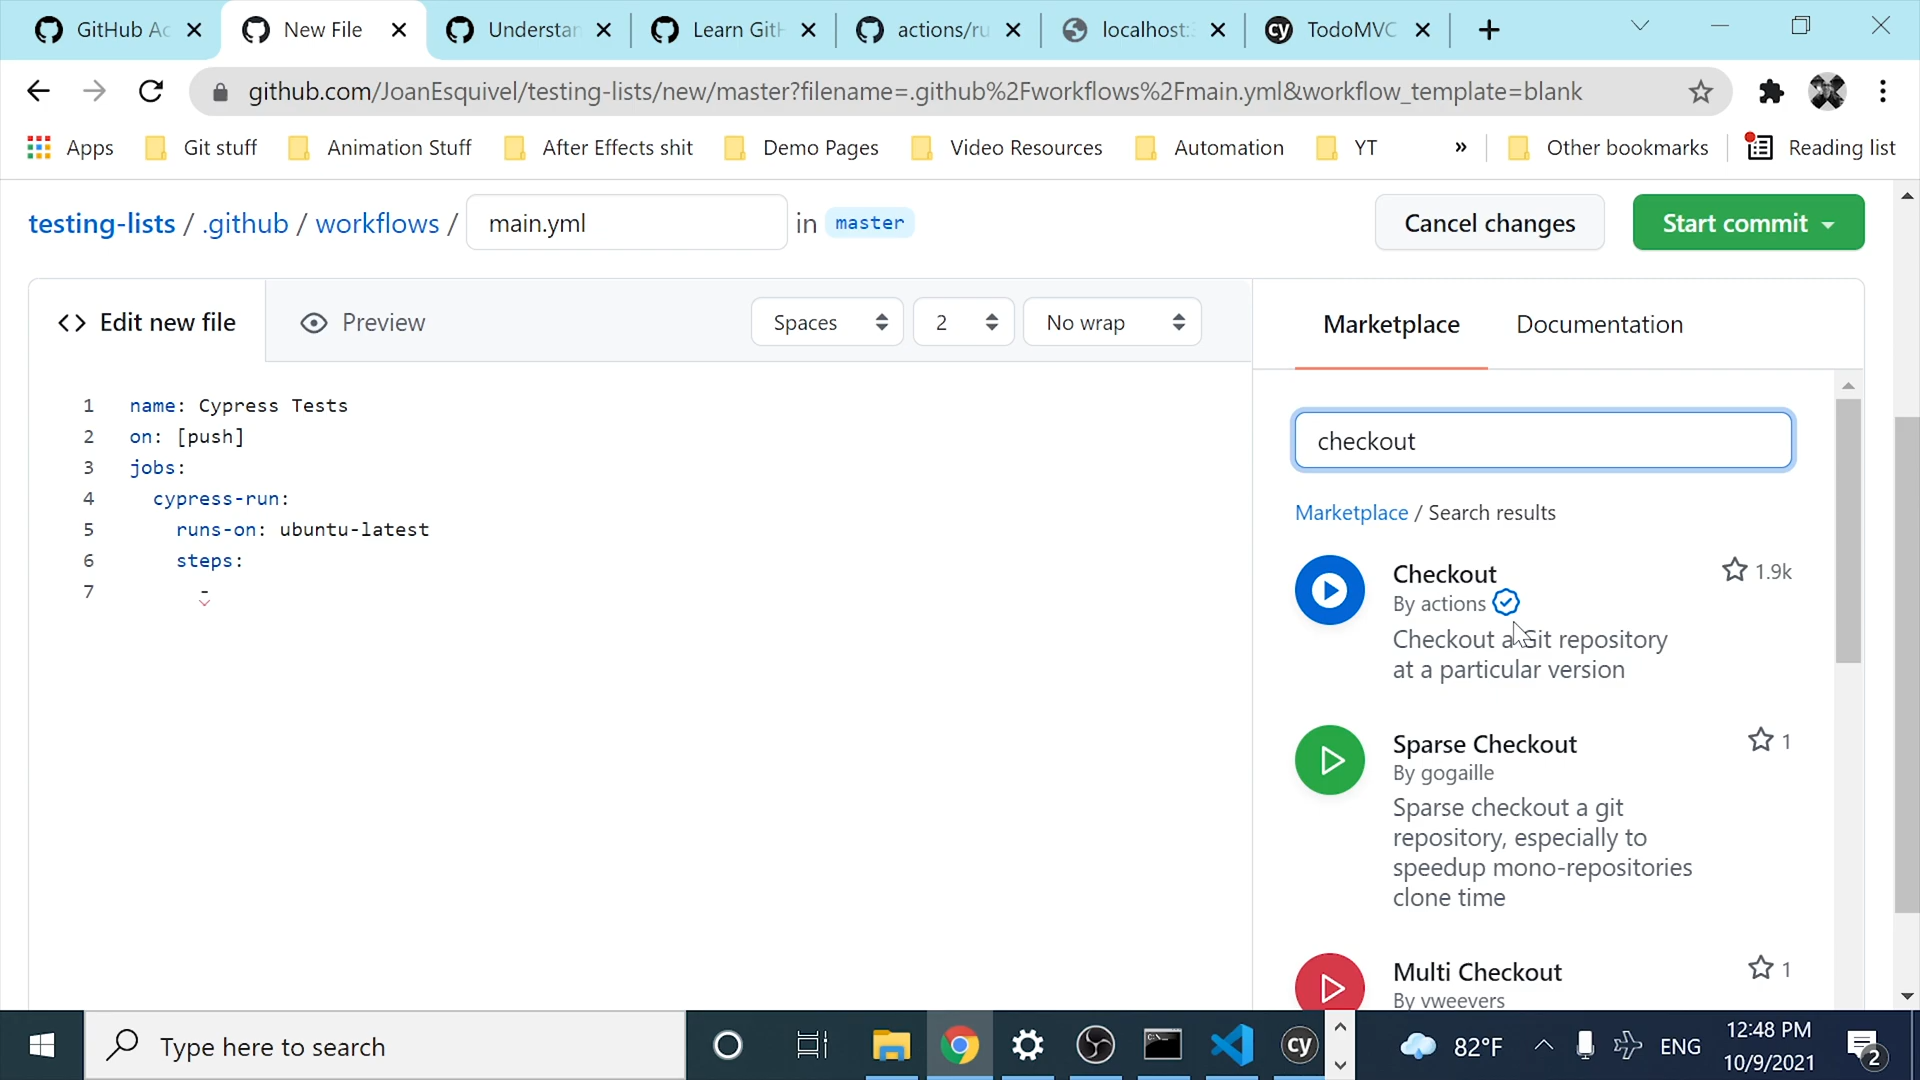 GitHub Ac
New File
Understan
Learn GitH
actions/ru
localhost:
TodoMVC
github.com/JoanEsquivel/testing-lists/new/master?filename=.github%2Fworkflows%2Fmain.yml&workflow_template=blank
Apps Git stuff Animation Stuff After Effects shit Demo Pages Video Resources Automation YT » Other bookmarks Reading list
testing-lists / .github / workflows / main.yml in master
Cancel changes
Start commit
<> Edit new file
Preview
Spaces
2
No wrap
Marketplace
Documentation
1 name: Cypress Tests
2 on: [push]
3 jobs:
4 cypress-run:
5 runs-on: ubuntu-latest
6 steps:
7 -
checkout
Marketplace / Search results
Checkout
1.9k
By actions
Checkout a Git repository
at a particular version
Sparse Checkout
1
By gogaille
Sparse checkout a git
repository, especially to
speedup mono-repositories
clone time
Multi Checkout
1
By vweevers
Type here to search
cy
82°F
ENG
12:48 PM
10/9/2021
2